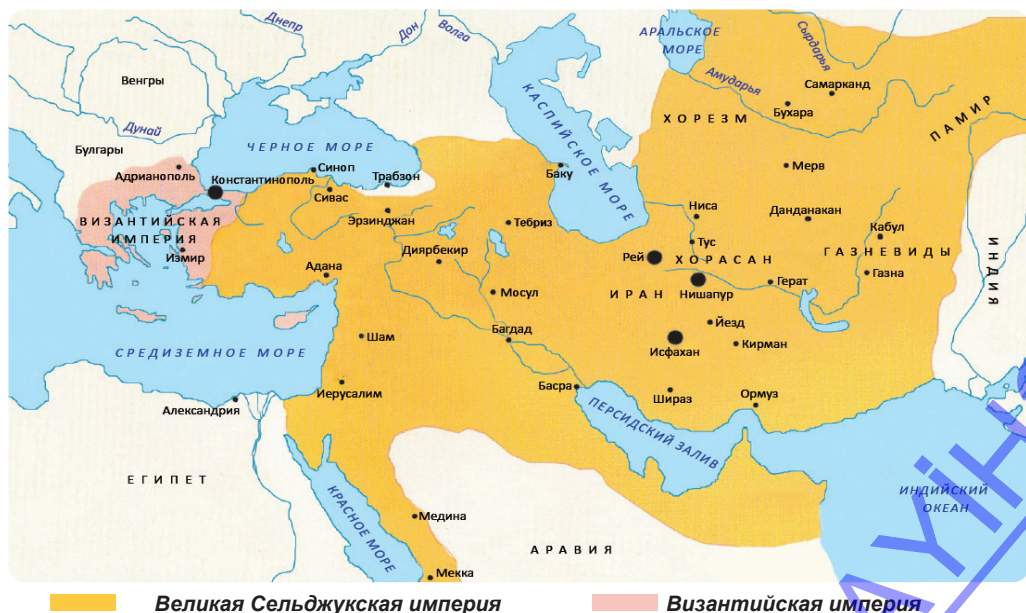 Днепр
Дон
Волга
АРАЛЬСКОЕ
МОРЕ
Сырдарья
Венгры
Амударья
Самарканд
Бухара
ПАМИР
ХОРЕЗМ
КАСПИЙСКОЕ МОРЕ
Дунай
Булгары
ЧЕРНОЕ МОРЕ
Адрианополь
Константинополь
Синоп
Трабзон
Баку
Мерв
Сивас
Эрзинджан
Тебриз
Ниса
Данданакан
Кабул
ВИЗАНТИЙСКАЯ
ИМПЕРИЯ
Измир
Диярбекир
Тус
Рей
ХОРАСАН
ГАЗНЕВИДЫ
ИНДИЯ
Адана
Мосул
ИРАН
Нишапур
Герат
Газна
Шам
Багдад
Йезд
Исфахан
Кирман
СРЕДИЗЕМНОЕ МОРЕ
Иерусалим
Басра
Шираз
Ормуз
Александрия
ПЕРСИДСКИЙ ЗАЛИВ
ЕГИПЕТ
КРАСНОЕ МОРЕ
Медина
ИНДИЙСКИЙ
ОКЕАН
АРАВИЯ
Мекка
Великая Сельджукская империя
Византийская империя